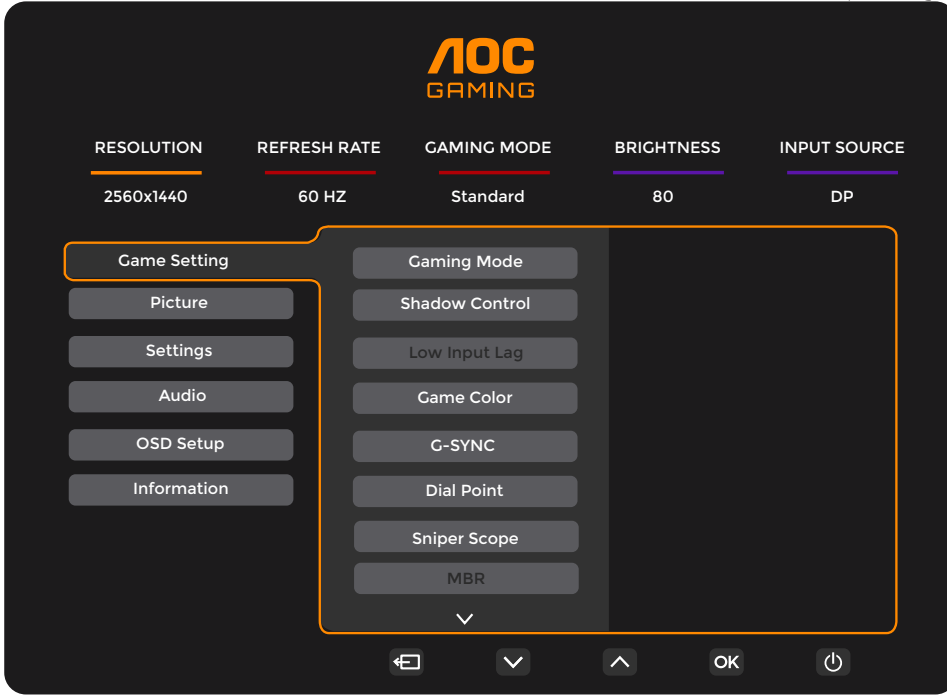 AOC
GAMING
RESOLUTION REFRESH RATE GAMING MODE BRIGHTNESS INPUT SOURCE
2560x1440 60 HZ Standard 80 DP
Game Setting
Picture
Settings
Audio
OSD Setup
Information
Gaming Mode
Shadow Control
Low Input Lag
Game Color
G-SYNC
Dial Point
Sniper Scope
MBR
OK